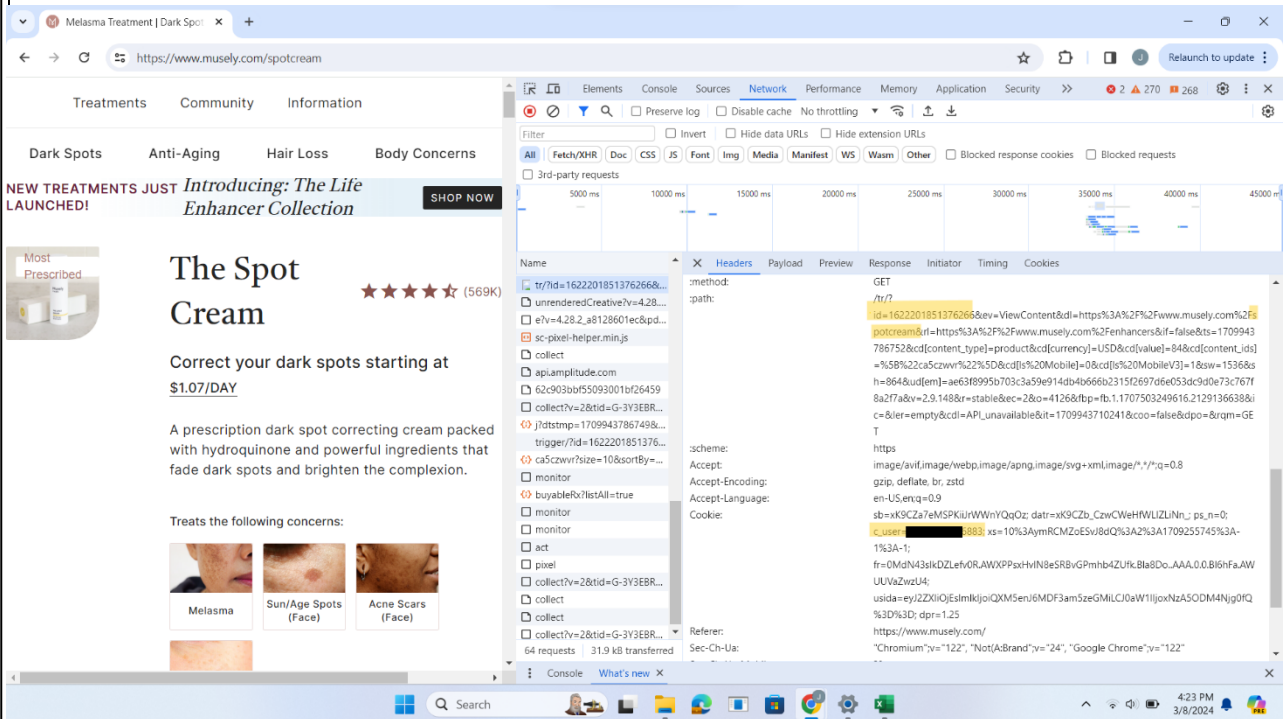 Melasma Treatment | Dark Spot
https://www.musely.com/spotcream
Relaunch to update
Treatments Community Information
Dark Spots Anti-Aging Hair Loss Body Concerns
NEW TREATMENTS JUST LAUNCHED!
Introducing: The Life
Enhancer Collection
SHOP NOW
Most
Prescribed
The Spot
Cream
(569K)
Correct your dark spots starting at
$1.07/DAY
A prescription dark spot correcting cream packed
with hydroquinone and powerful ingredients that
fade dark spots and brighten the complexion.
Treats the following concerns:
Melasma
Sun/Age Spots
(Face)
Acne Scars
(Face)
Elements Console Sources Network Performance Memory Application Security 2 270 268
Preserve log Disable cache No throttling
Filter Invert Hide data URLs Hide extension URLs
All Fetch/XHR Doc CSS JS Font Img Media Manifest WS Wasm Other Blocked response cookies Blocked requests
3rd-party requests
5000 ms 10000 ms 15000 ms 20000 ms 25000 ms 30000 ms 35000 ms 40000 ms 45000 m
Name
tr/?id=1622201851376266&...
unrenderedCreative?v=4.28....
e?v=4.28.2_a8128601ec&pd...
sc-pixel-helper.min.js
collect
api.amplitude.com
62c903bbf55093001bf26459
collect?v=2&tid=G-3Y3EBR...
j?dtstmp=1709943786749&...
trigger/?id=1622201851376...
ca5czwvr?size=10&sortBy=...
monitor
buyableRx?listAll=true
monitor
monitor
act
pixel
collect?v=2&tid=G-3Y3EBR...
collect
collect
collect?v=2&tid=G-3Y3EBR...
64 requests 31.9 kB transferred
Headers Payload Preview Response Initiator Timing Cookies
:method: GET
:path: /tr/?
id=1622201851376266&ev=ViewContent&dl=https%3A%2F%2Fwww.musely.com%2Fs
potcream&rl=https%3A%2F%2Fwww.musely.com%2Fenhancers&if=false&ts=1709943
786752&cd[content_type]=product&cd[currency]=USD&cd[value]=84&cd[content_ids]
=%5B%22ca5czwvr%22%5D&cd[Is%20Mobile]=0&cd[Is%20MobileV3]=1&sw=1536&s
h=864&ud[em]=ae63f8995b703c3a59e914db4b666b2315f2697d6e053dc9d0e73c767f
8a2f7a&v=2.9.148&r=stable&ec=2&o=4126&fbp=fb.1.1707503249616.2129136638&i
c=&ler=empty&cdl=API_unavailable&it=1709943710241&coo=false&dpo=&rqm=GE
T
:scheme: https
Accept: image/avif,image/webp,image/apng,image/svg+xml,image/*,*/*;q=0.8
Accept-Encoding: gzip, deflate, br, zstd
Accept-Language: en-US,en;q=0.9
Cookie: sb=xK9CZa7eMSPKiiJrWWnYQqOz; datr=xK9CZb_CzwCWeHfWLIZLiNn_; ps_n=0;
c_user= 5883; xs=10%3AymRCMZoESvJ8dQ%3A2%3A1709255745%3A-
1%3A-1;
UUVaZwzU4;
%3D%3D; dpr=1.25
Referer: https://www.musely.com/
Sec-Ch-Ua: "Chromium";v="122", "Not(A:Brand";v="24", "Google Chrome";v="122"
Console What's new
Search
4:23 PM
3/8/2024